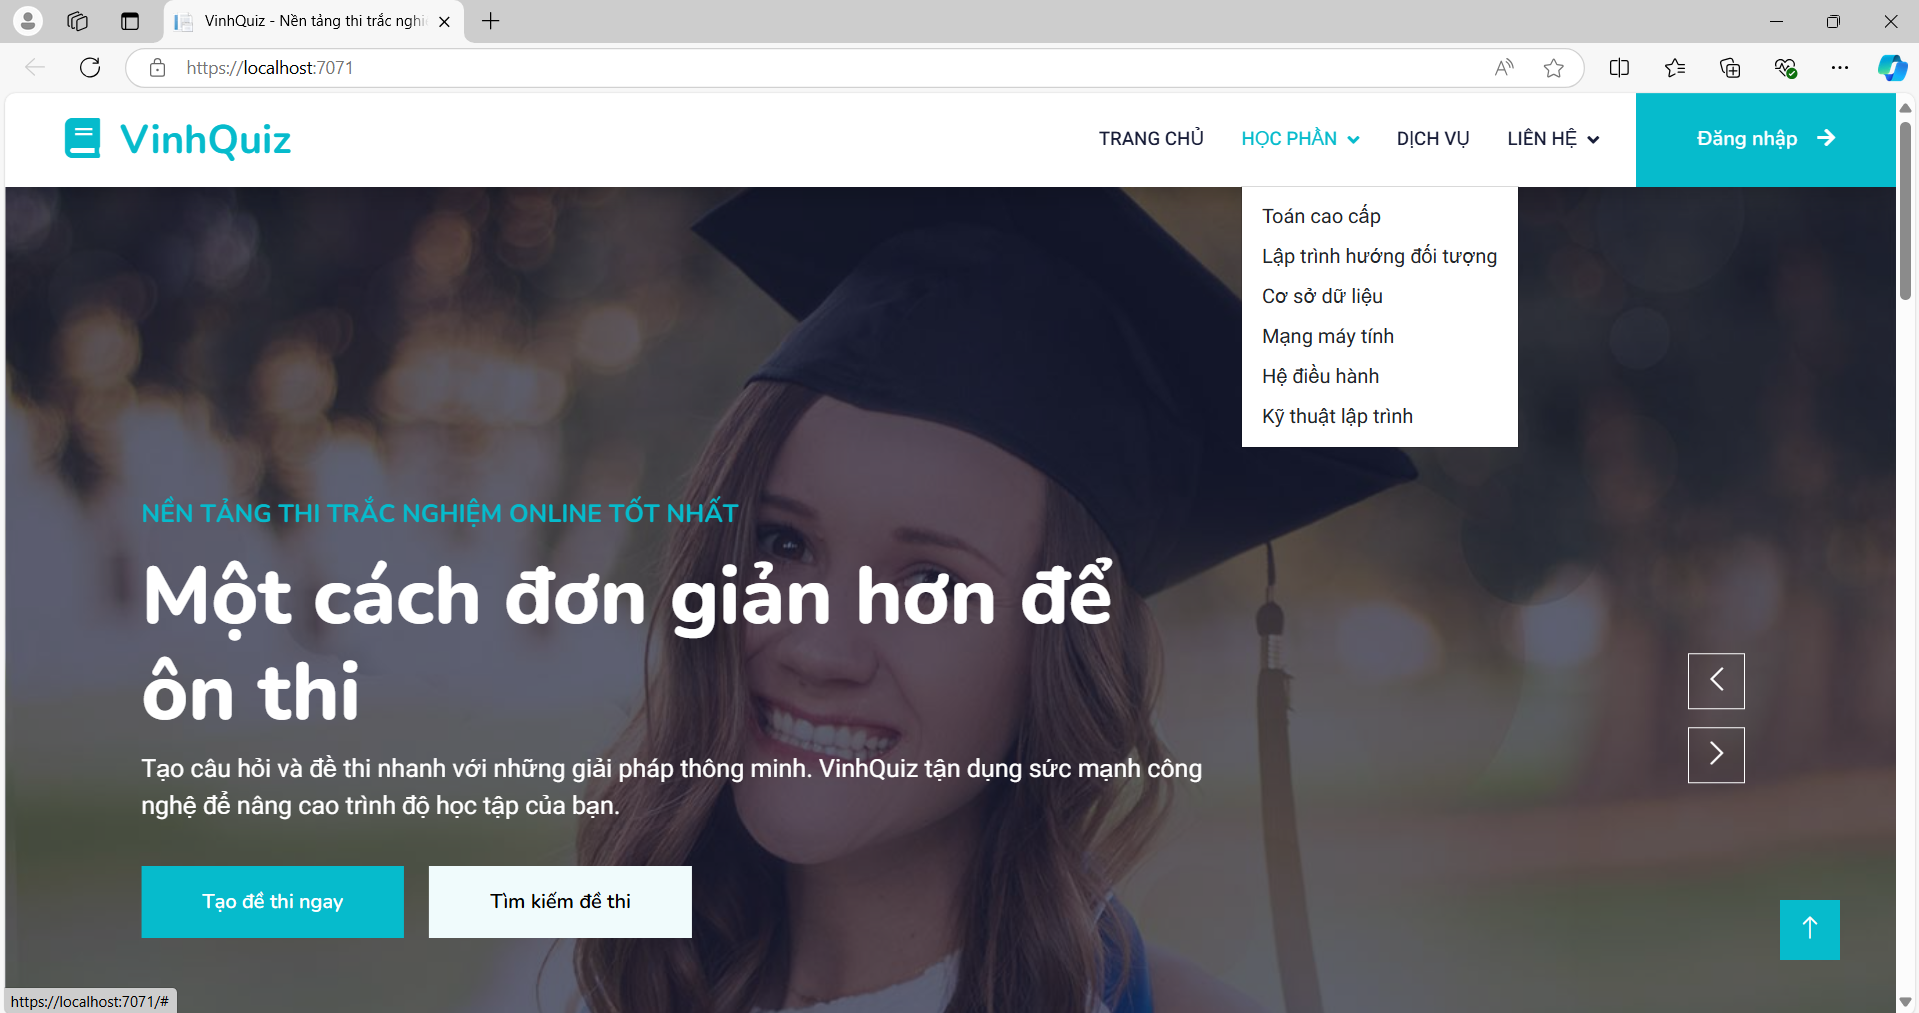 VinhQuiz - Nền tảng thi trắc nghi
https://localhost:7071
VinhQuiz
TRANG CHỦ
HỌC PHẦN
DỊCH VỤ
LIÊN HỆ
Đăng nhập
Toán cao cấp
Lập trình hướng đối tượng
Cơ sở dữ liệu
Mạng máy tính
Hệ điều hành
Kỹ thuật lập trình
NỀN TẢNG THI TRẮC NGHIỆM ONLINE TỐT NHẤT
Một cách đơn giản hơn để
ôn thi
Tạo câu hỏi và đề thi nhanh với những giải pháp thông minh. VinhQuiz tận dụng sức mạnh công
nghệ để nâng cao trình độ học tập của bạn.
Tạo đề thi ngay
Tìm kiếm đề thi
https://localhost:7071/#